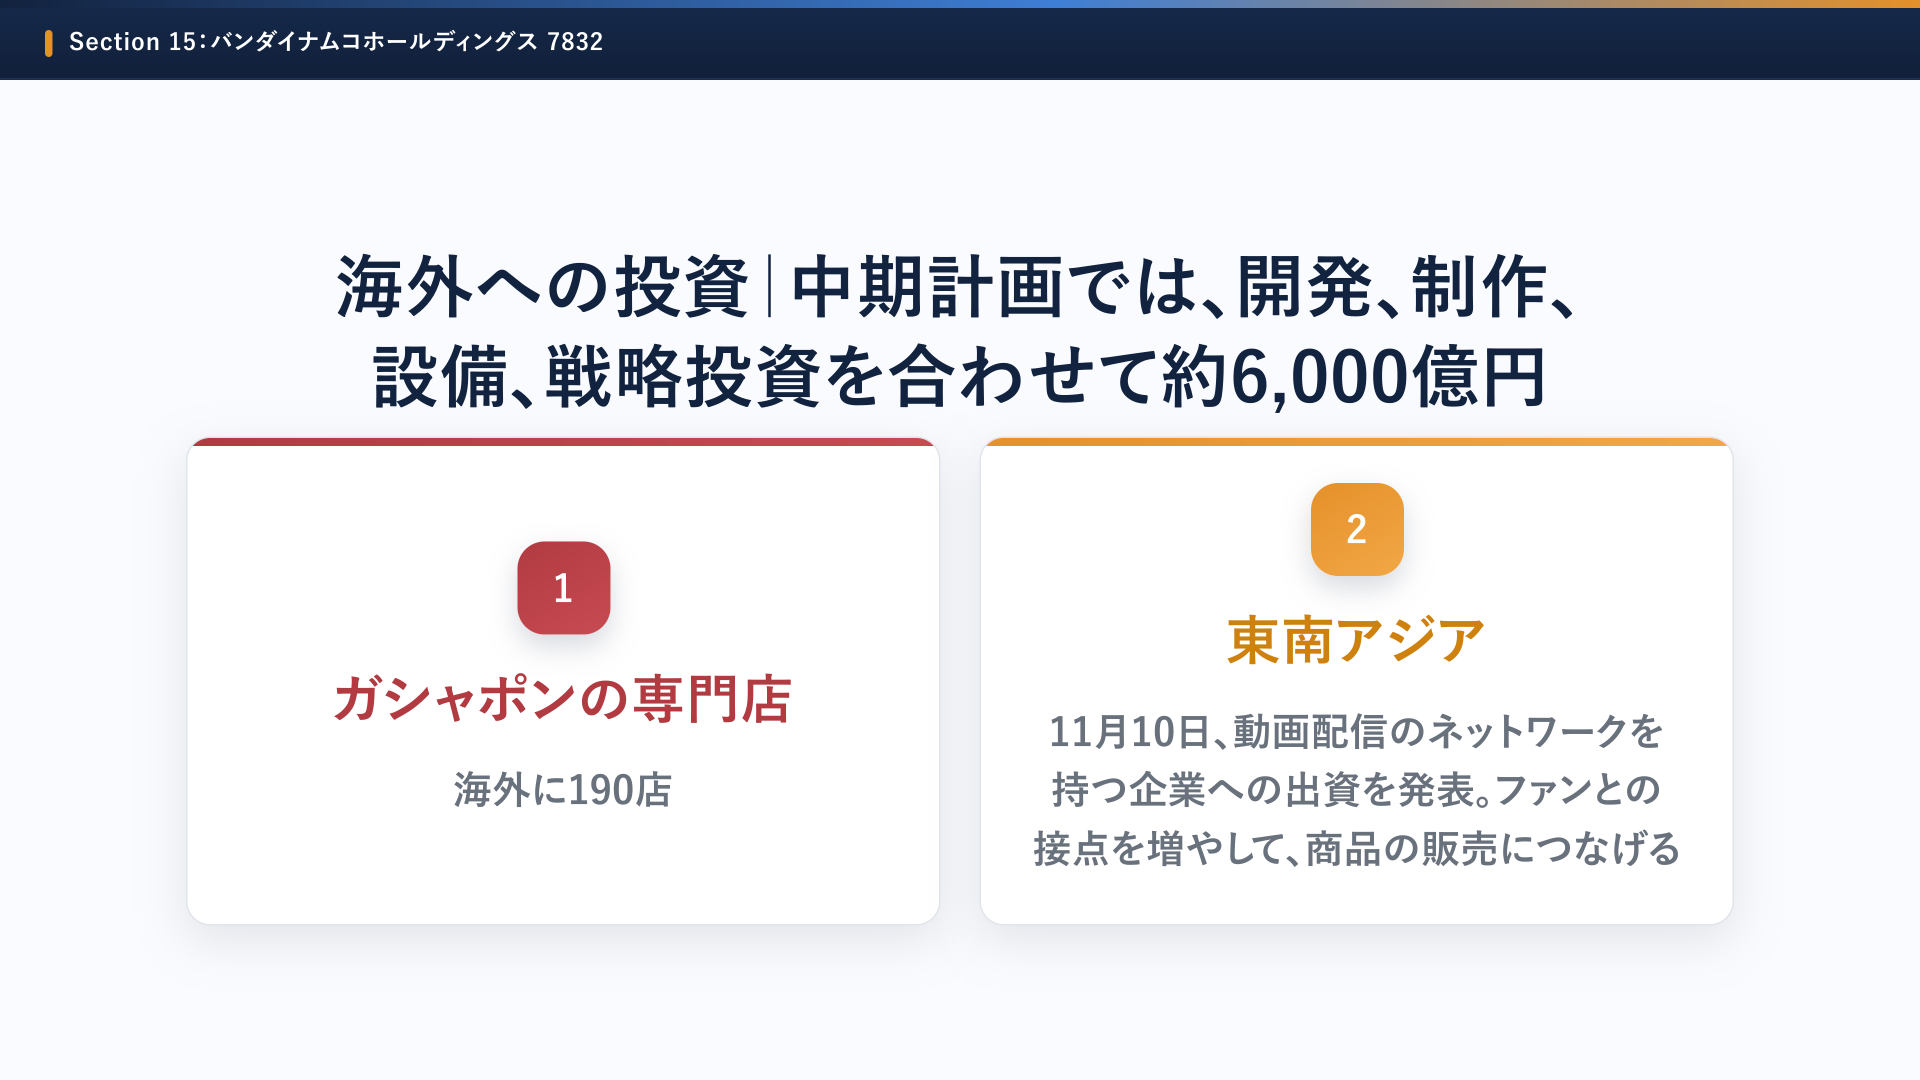 Section 15：バンダイナムコホールディングス 7832
海外への投資｜中期計画では、開発、制作、
設備、戦略投資を合わせて約6,000億円
1
ガシャポンの専門店
海外に190店
2
東南アジア
11月10日、動画配信のネットワークを
持つ企業への出資を発表。ファンとの
接点を増やして、商品の販売につなげる